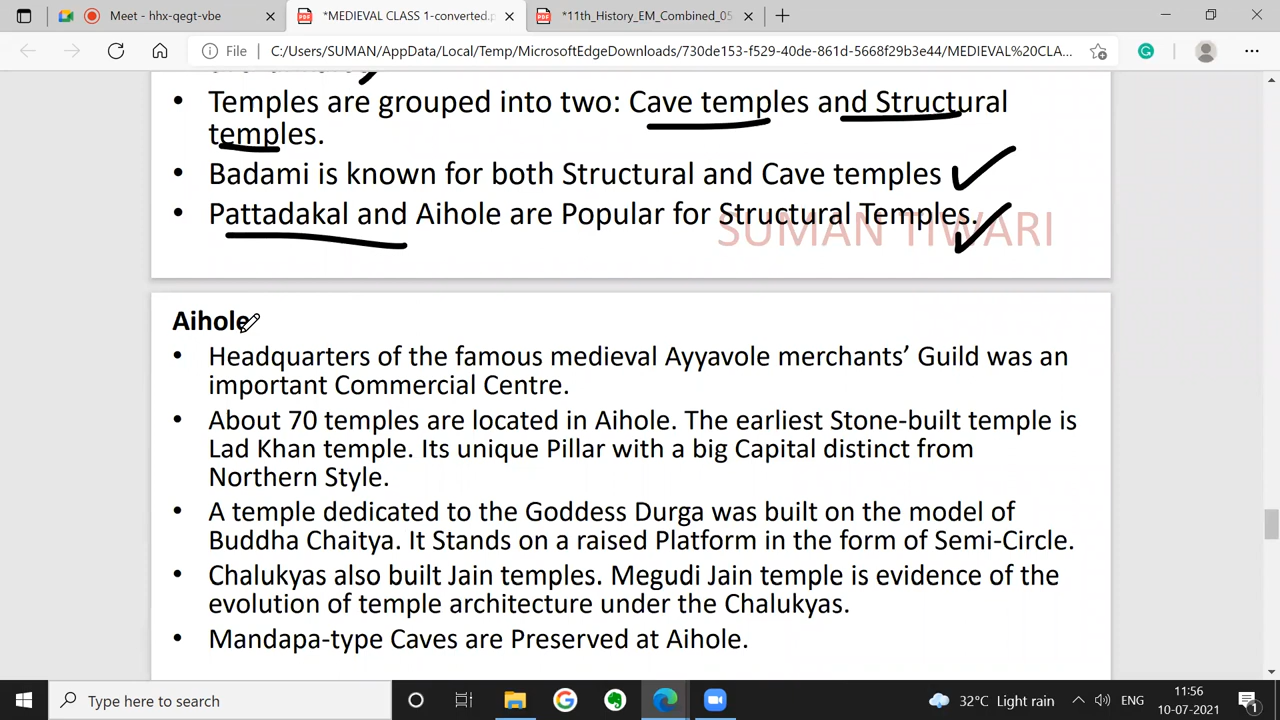 Meet - hhx-qegt-vbe
*MEDIEVAL CLASS 1-converted.p
*11th_History_EM_Combined_05
File
C:/Users/SUMAN/AppData/Local/Temp/MicrosoftEdgeDownloads/730de153-f529-40de-861d-5668f29b3e44/MEDIEVAL%20CLA...
• Temples are grouped into two: Cave temples and Structural
temples.
• Badami is known for both Structural and Cave temples
• Pattadakal and Aihole are Popular for Structural Temples.
SUMAN TIWARI
Aihole
• Headquarters of the famous medieval Ayyavole merchants’ Guild was an
important Commercial Centre.
• About 70 temples are located in Aihole. The earliest Stone-built temple is
Lad Khan temple. Its unique Pillar with a big Capital distinct from
Northern Style.
• A temple dedicated to the Goddess Durga was built on the model of
Buddha Chaitya. It Stands on a raised Platform in the form of Semi-Circle.
• Chalukyas also built Jain temples. Megudi Jain temple is evidence of the
evolution of temple architecture under the Chalukyas.
• Mandapa-type Caves are Preserved at Aihole.
Type here to search
32°C Light rain
ENG
11:56
10-07-2021
1